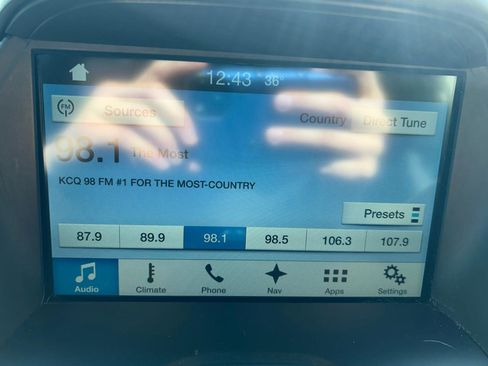 12:43 36°
FM Sources Country Direct Tune
98.1 The Most
KCQ 98 FM #1 FOR THE MOST-COUNTRY
Presets
87.9 89.9 98.1 98.5 106.3 107.9
Audio Climate Phone Nav Apps Settings